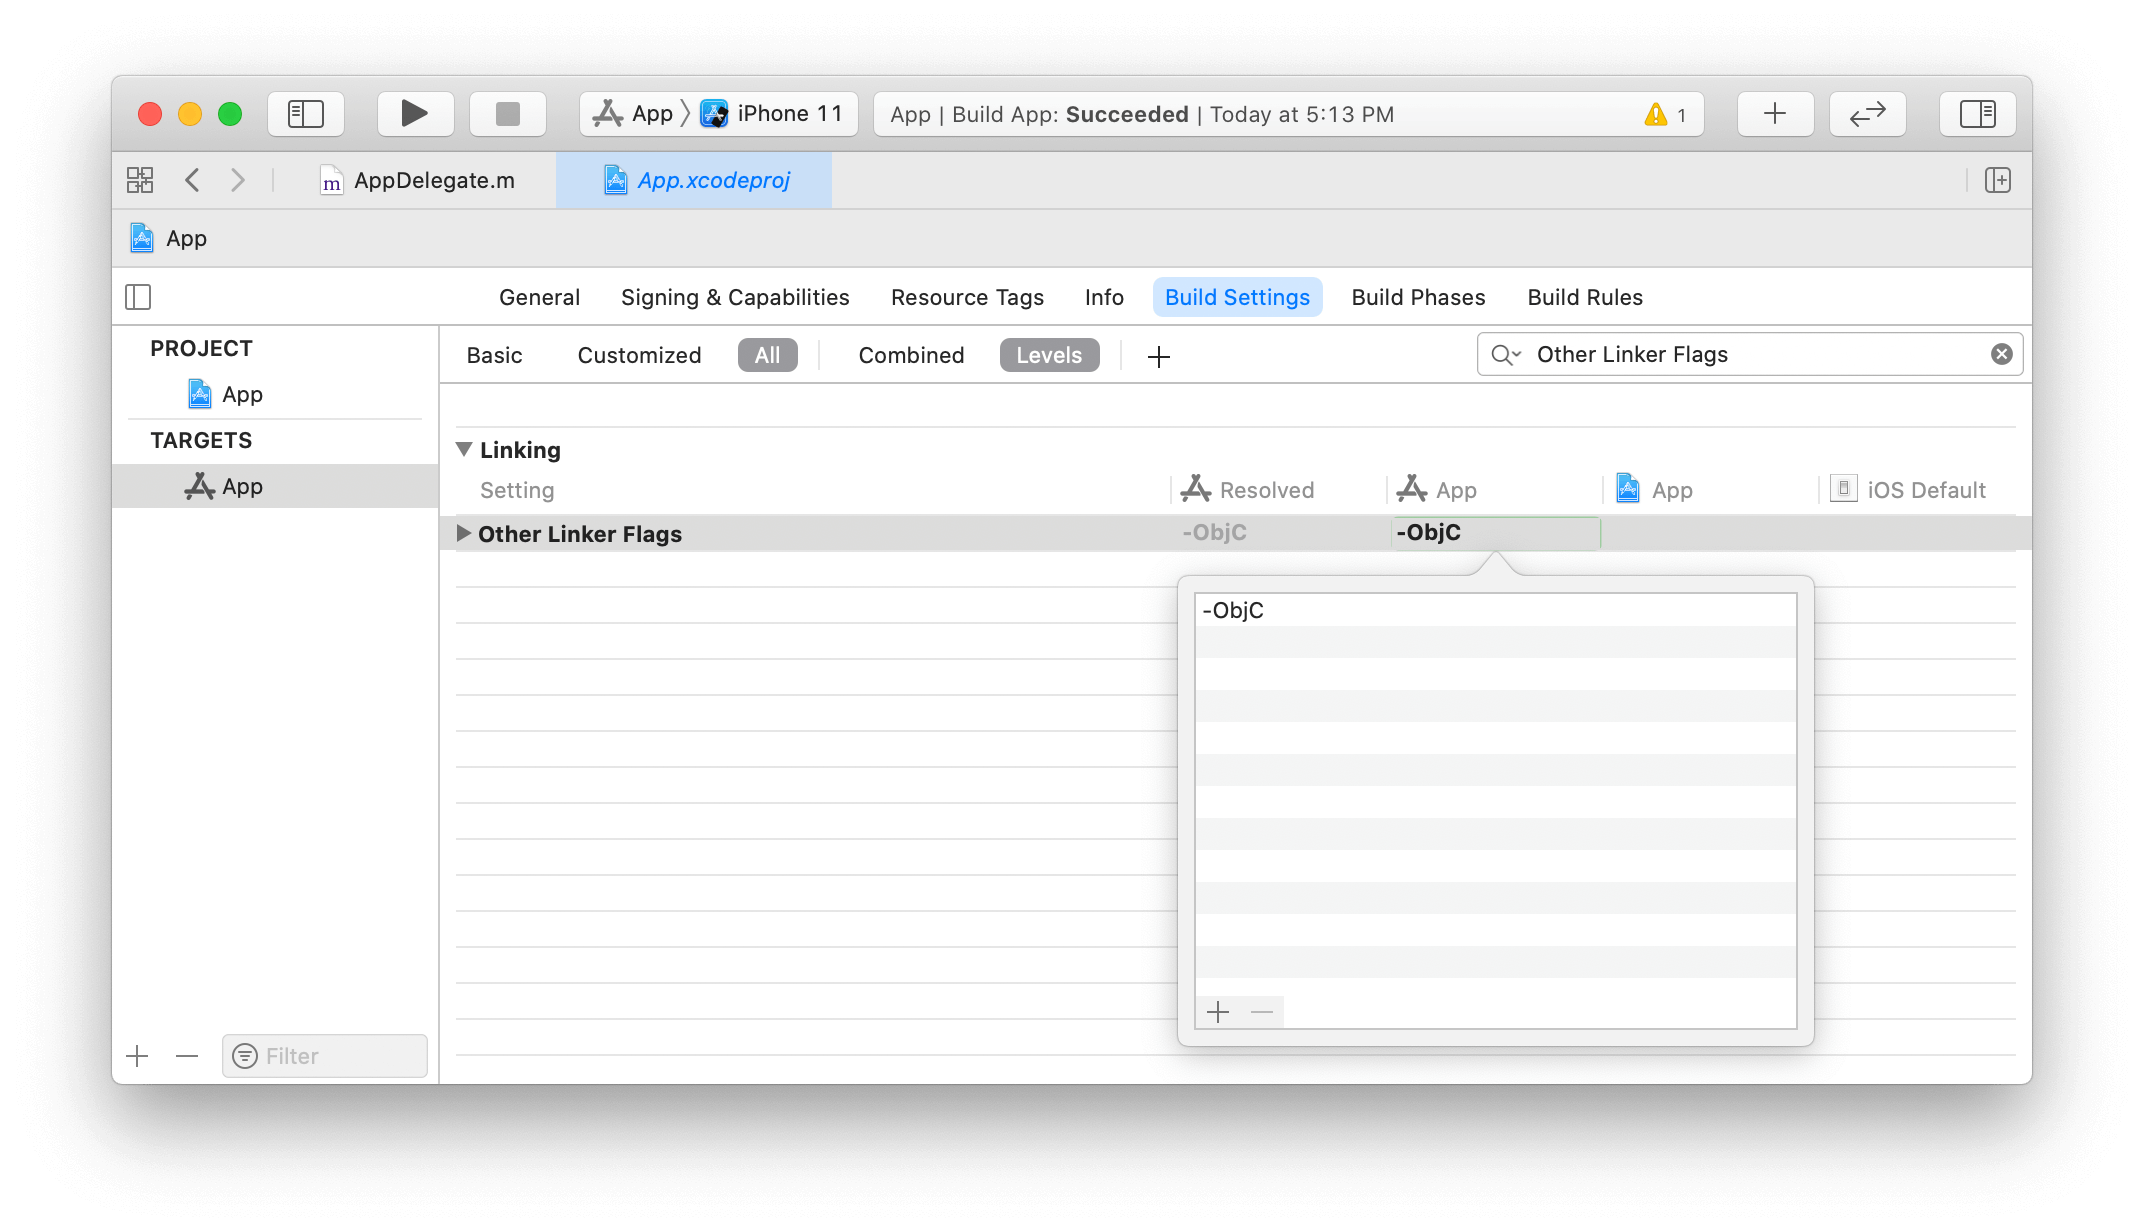 App iPhone 11 App | Build App: Succeeded | Today at 5:13 PM 1
m AppDelegate.m App.xcodeproj
App
General Signing & Capabilities Resource Tags Info Build Settings Build Phases Build Rules
PROJECT
App
TARGETS
App
Basic Customized All Combined Levels Other Linker Flags
Linking
Setting Resolved App App iOS Default
Other Linker Flags -ObjC -ObjC
-ObjC
Filter